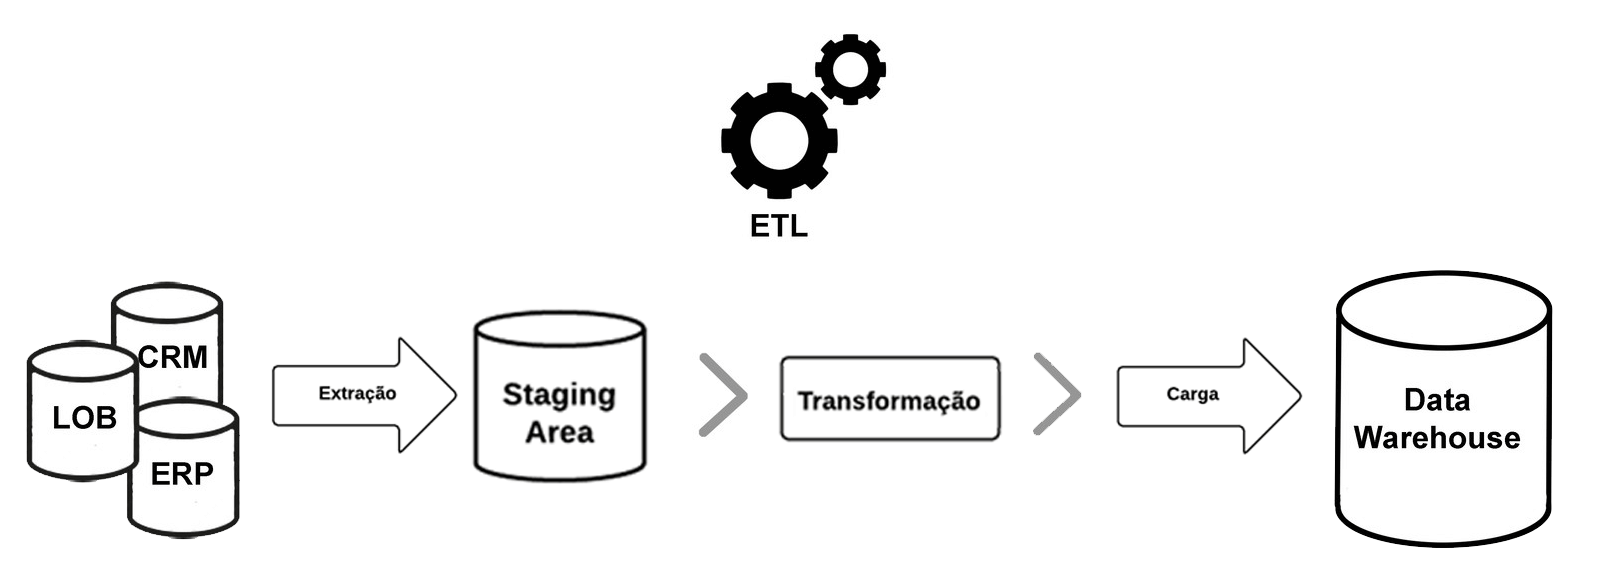 ETL
CRM
LOB
ERP
Extração
Staging
Area
Transformação
Carga
Data
Warehouse